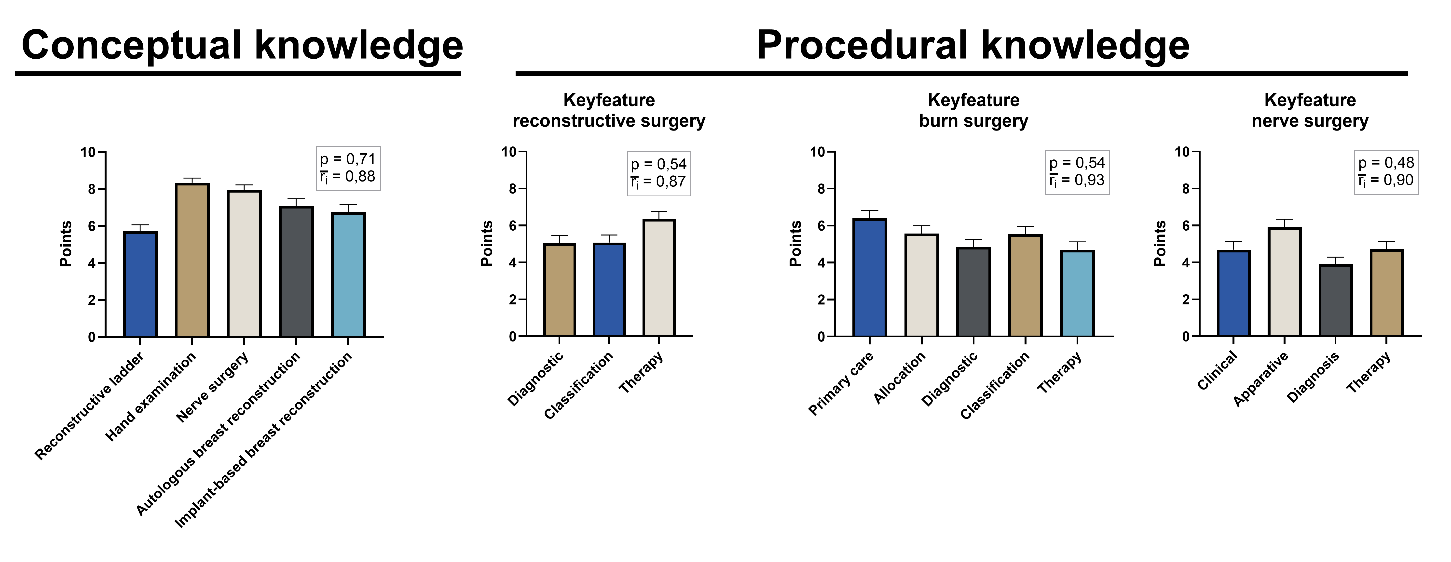 Conceptual knowledge
Procedural knowledge
Keyfeature
reconstructive surgery
Keyfeature
burn surgery
Keyfeature
nerve surgery
10
8
6
4
2
0
Points
p = 0,71
r̅i = 0,88
Reconstructive ladder
Hand examination
Nerve surgery
Autologous breast reconstruction
Implant-based breast reconstruction
10
8
6
4
2
0
Points
p = 0,54
r̅i = 0,87
Diagnostic
Classification
Therapy
10
8
6
4
2
0
Points
p = 0,54
r̅i = 0,93
Primary care
Allocation
Diagnostic
Classification
Therapy
10
8
6
4
2
0
Points
p = 0,48
r̅i = 0,90
Clinical
Apparative
Diagnosis
Therapy